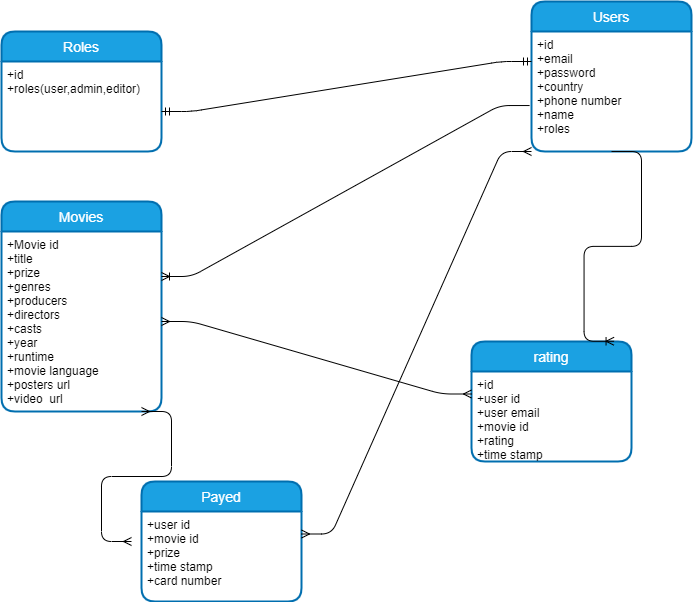 Roles
+id
+roles(user,admin,editor)
Users
+id
+email
+password
+country
+phone number
+name
+roles
Movies
+Movie id
+title
+prize
+genres
+producers
+directors
+casts
+year
+runtime
+movie language
+posters url
+video  url
rating
+id
+user id
+user email
+movie id
+rating
+time stamp
Payed
+user id
+movie id
+prize
+time stamp
+card number